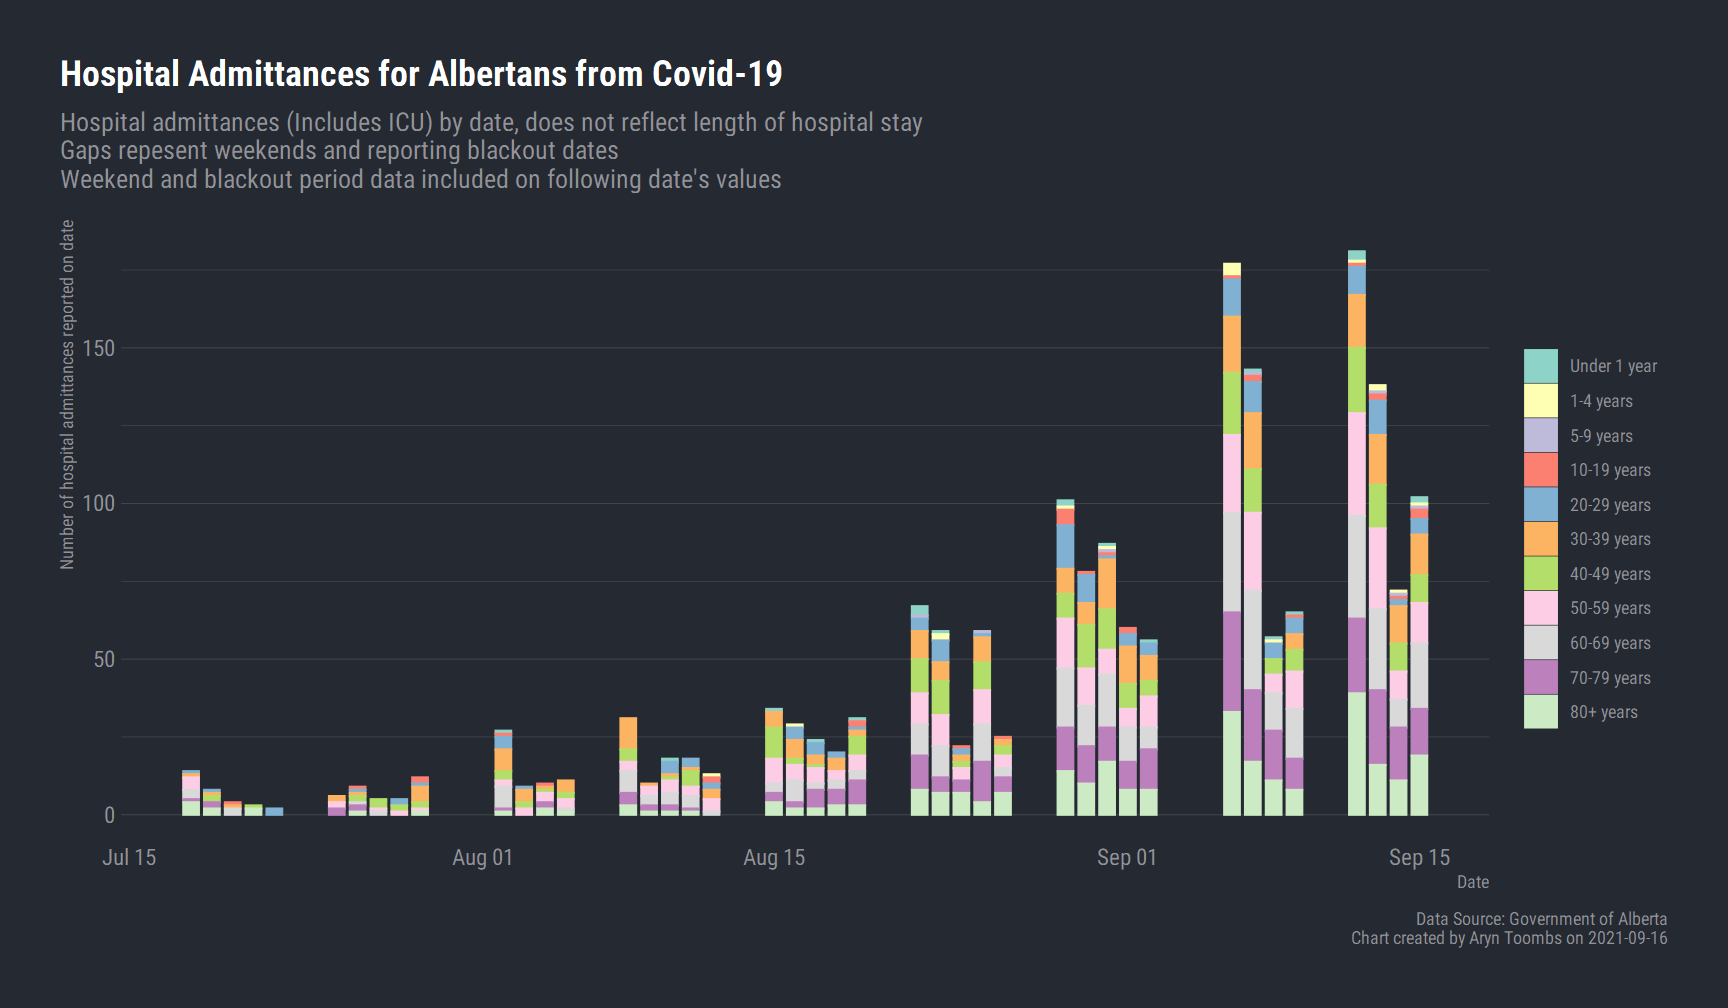 Hospital Admittances for Albertans from Covid-19
Hospital admittances (Includes ICU) by date, does not reflect length of hospital stay
Gaps repesent weekends and reporting blackout dates
Weekend and blackout period data included on following date's values
Number of hospital admittances reported on date
150
100
50
0
Jul 15
Aug 01
Aug 15
Sep 01
Sep 15
Date
Under 1 year
1-4 years
5-9 years
10-19 years
20-29 years
30-39 years
40-49 years
50-59 years
60-69 years
70-79 years
80+ years
Data Source: Government of Alberta
Chart created by Aryn Toombs on 2021-09-16